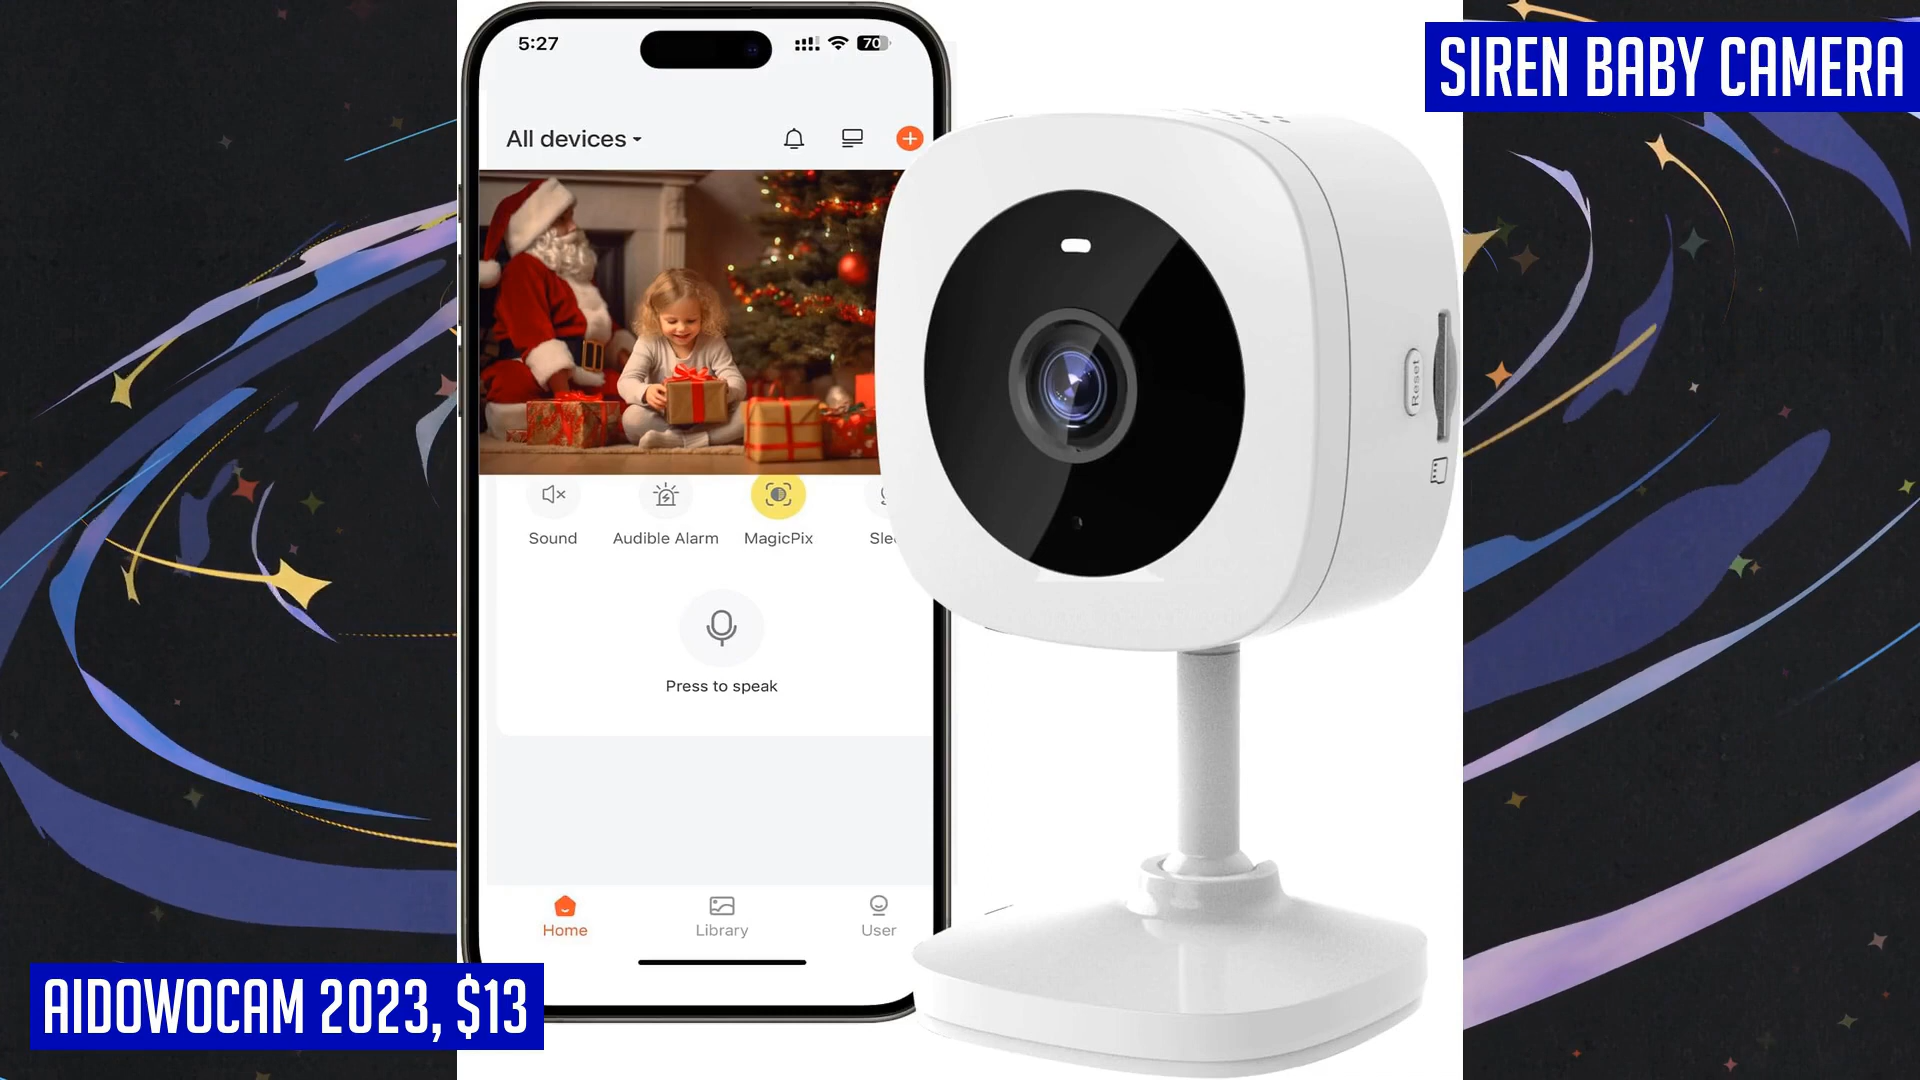 5:27
70
SIREN BABY CAMERA
All devices
Reset
Sound
Audible Alarm
MagicPix
Press to speak
Home
Library
User
AIDOWOCAM 2023, $13